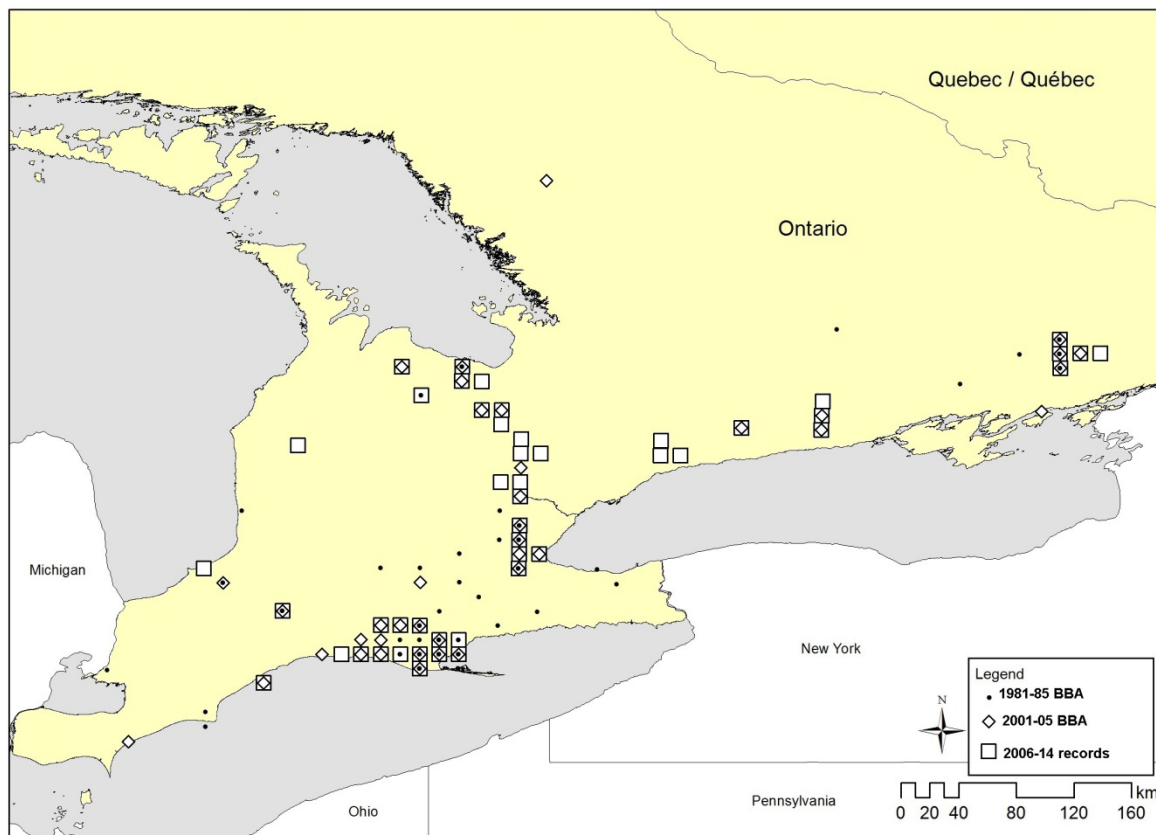 Quebec / Québec
Ontario
Michigan
New York
Legend
1981-85 BBA
2001-05 BBA
2006-14 records
N
Ohio
Pennsylvania
km
0 20 40 80 120 160